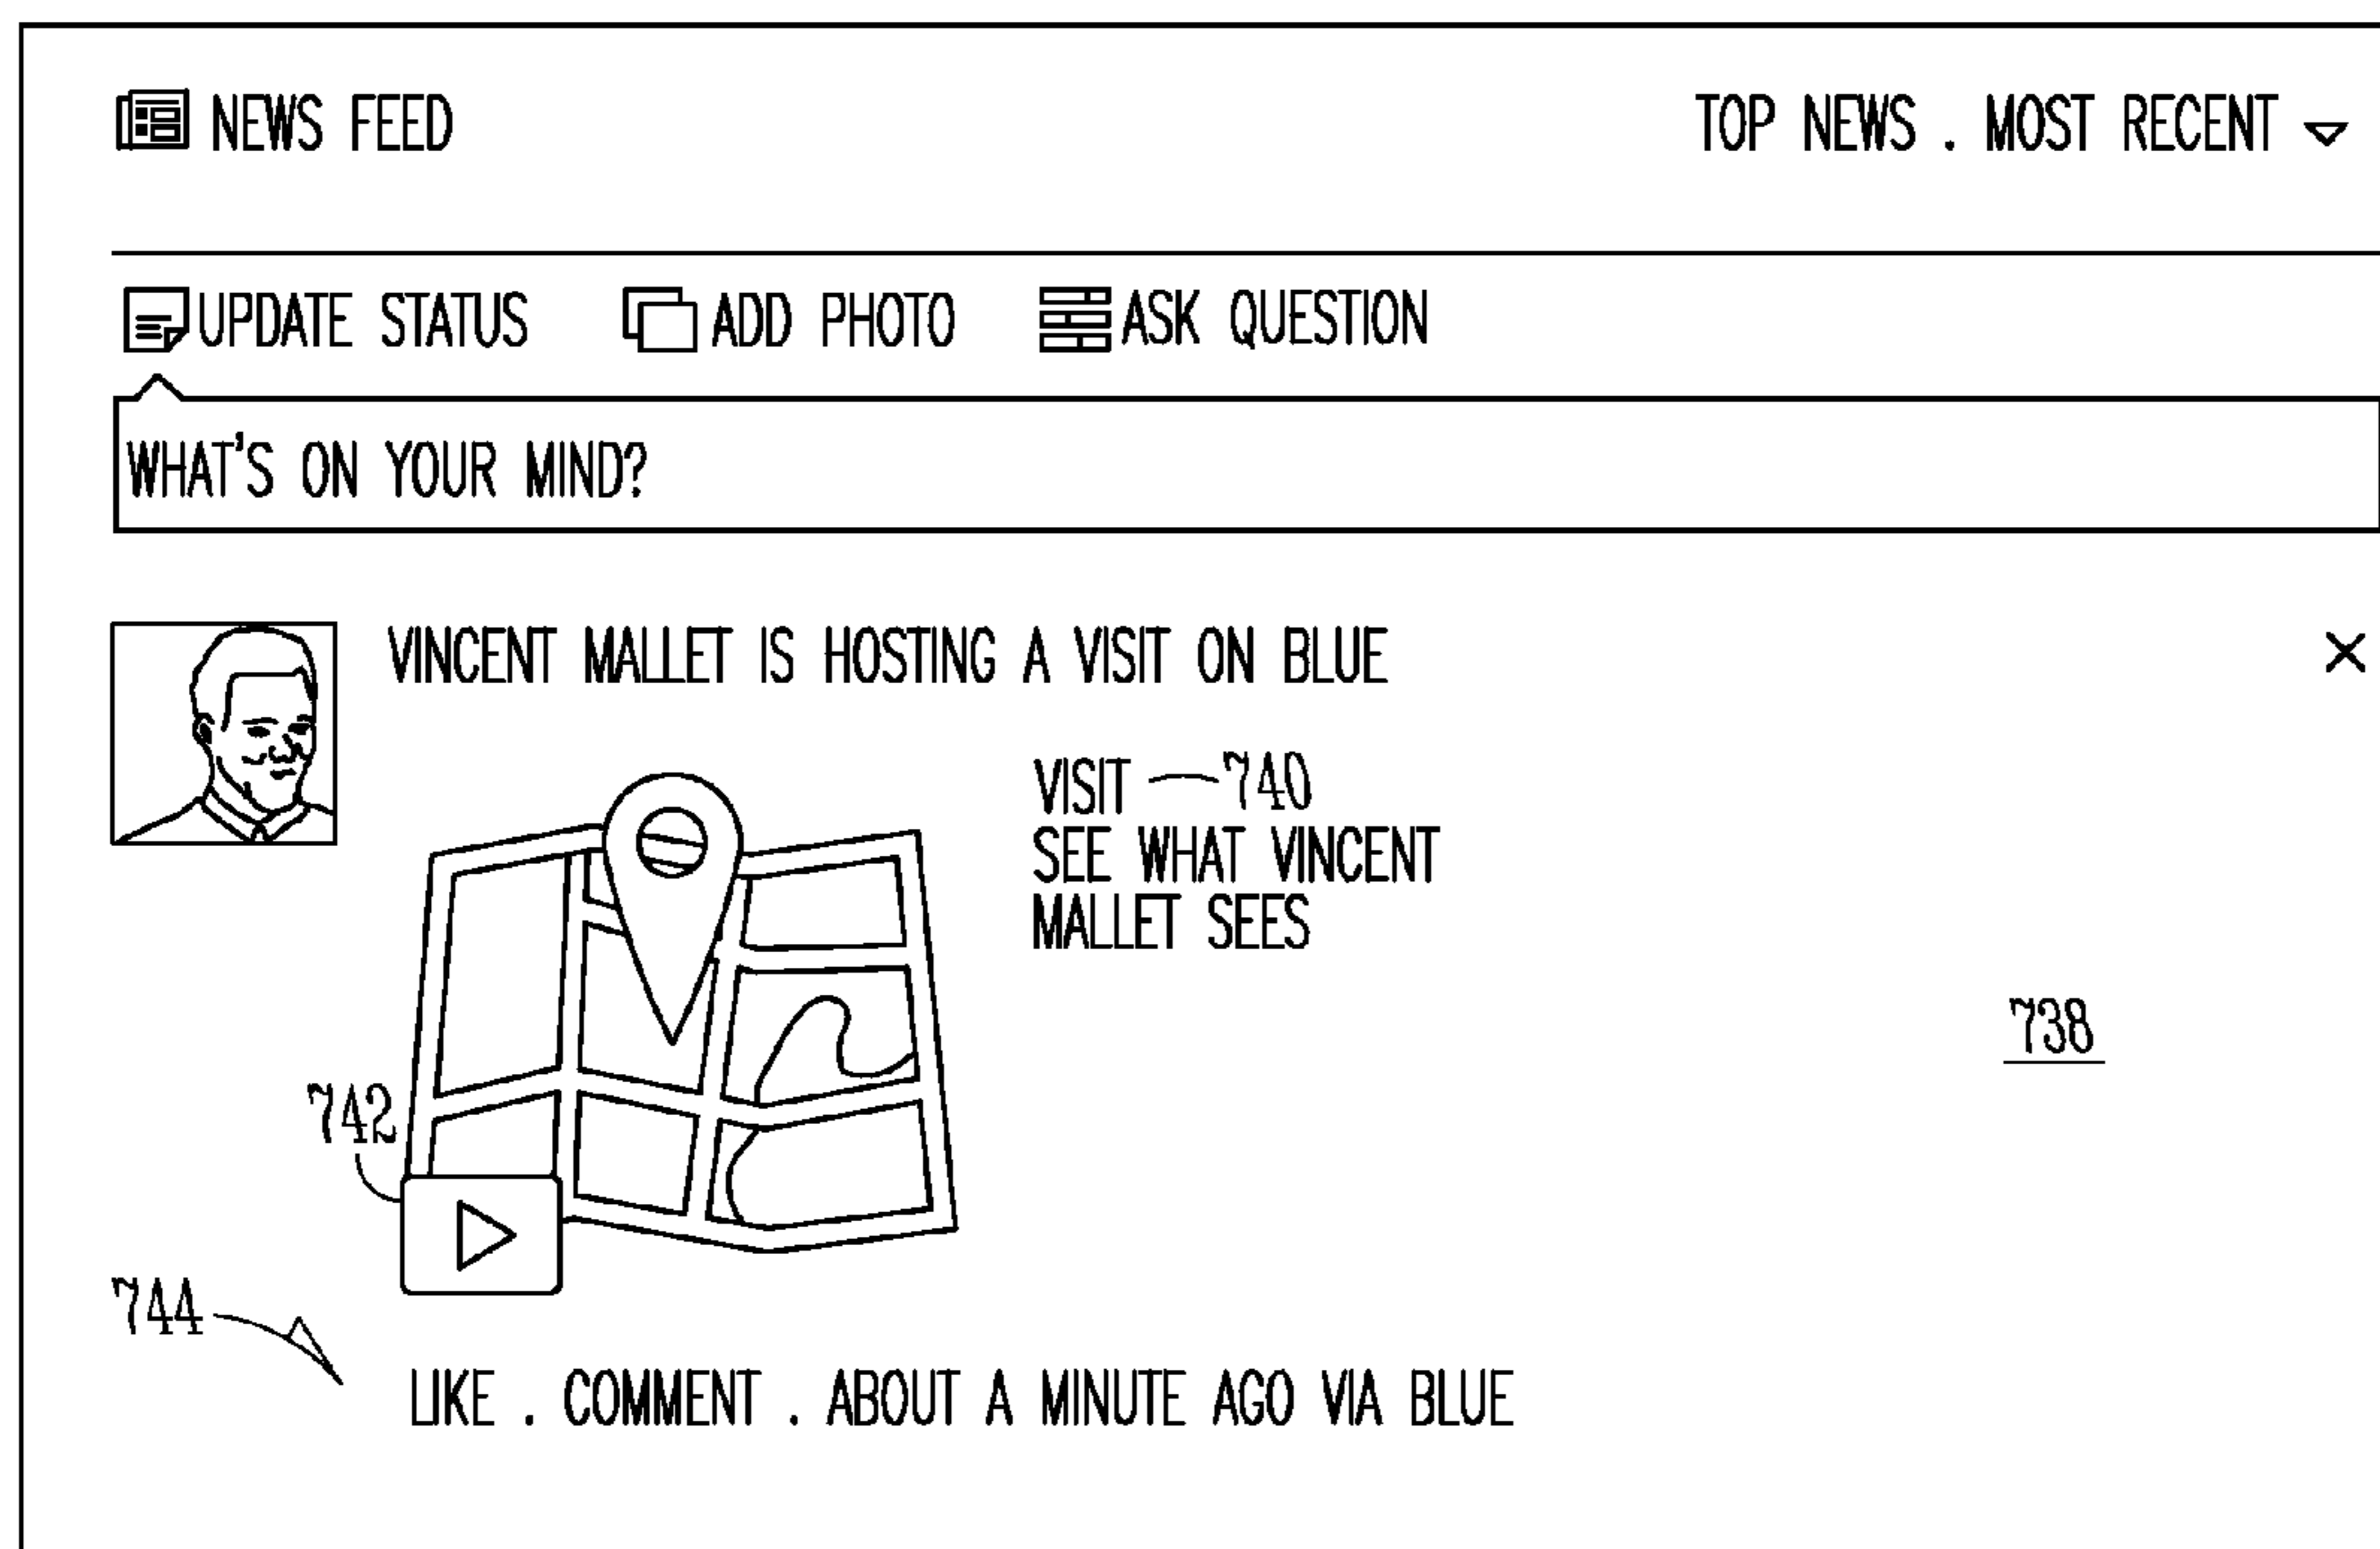 NEWS FEED
TOP NEWS . MOST RECENT
UPDATE STATUS ADD PHOTO ASK QUESTION
WHAT'S ON YOUR MIND?
VINCENT MALLET IS HOSTING A VISIT ON BLUE
VISIT 740
SEE WHAT VINCENT
MALLET SEES
738
742
744
LIKE . COMMENT . ABOUT A MINUTE AGO VIA BLUE